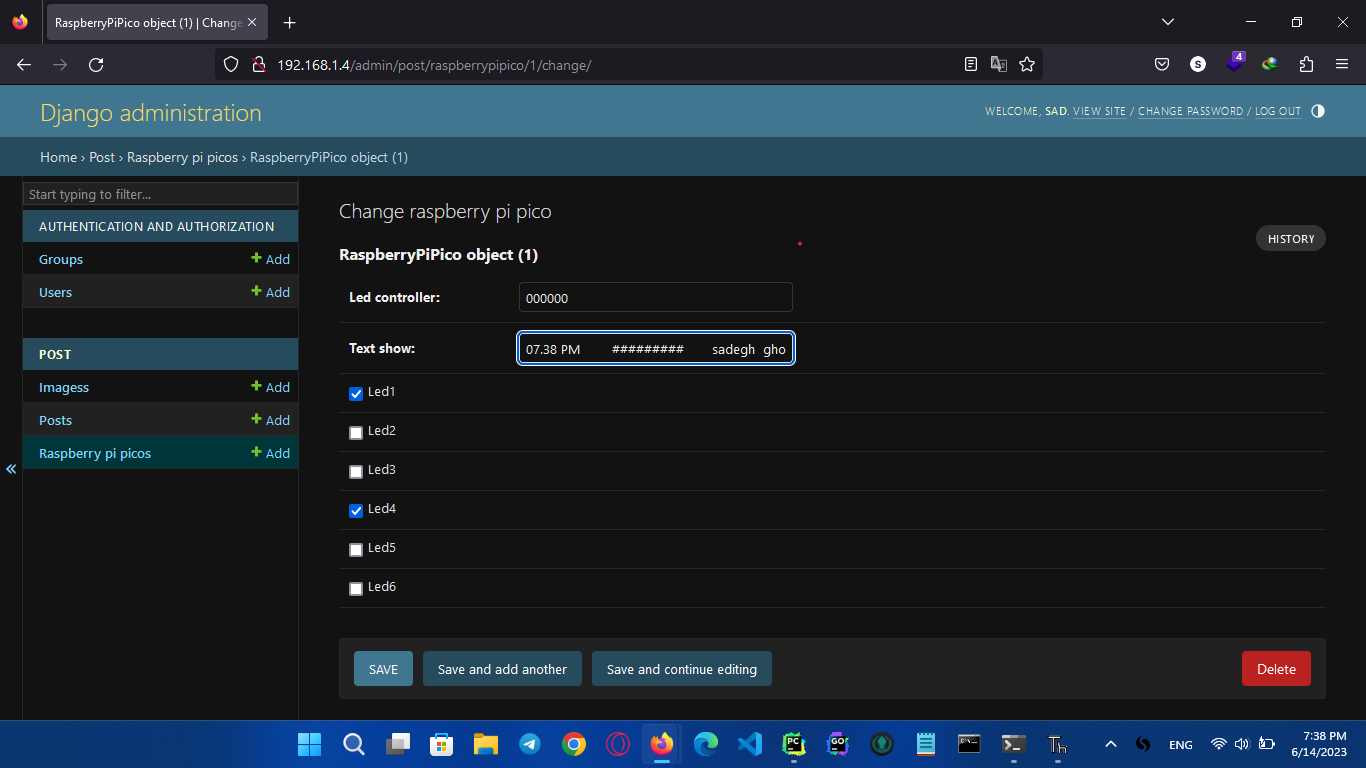 RaspberryPiPico object (1) | Change
192.168.1.4/admin/post/raspberrypipico/1/change/
S
4
Django administration
WELCOME, SAD. VIEW SITE / CHANGE PASSWORD / LOG OUT
Home › Post › Raspberry pi picos › RaspberryPiPico object (1)
Start typing to filter...
AUTHENTICATION AND AUTHORIZATION
Groups + Add
Users + Add
POST
Imagess + Add
Posts + Add
Raspberry pi picos + Add
«
Change raspberry pi pico
HISTORY
RaspberryPiPico object (1)
Led controller: 000000
Text show: 07.38 PM ######### sadegh gho
Led1
Led2
Led3
Led4
Led5
Led6
SAVE Save and add another Save and continue editing Delete
PC GO Th ENG 7:38 PM
6/14/2023